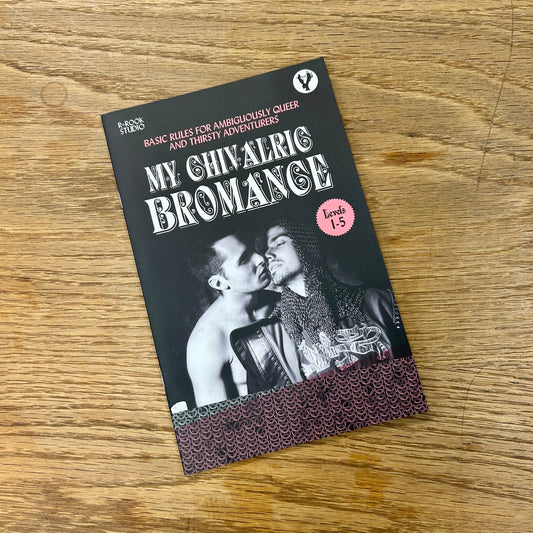 R-ROOK
STUDIO
BASIC RULES FOR AMBIGUOUSLY QUEER
AND THIRSTY ADVENTURERS
MY CHIVALRIC
BROMANCE
Levels
1-5